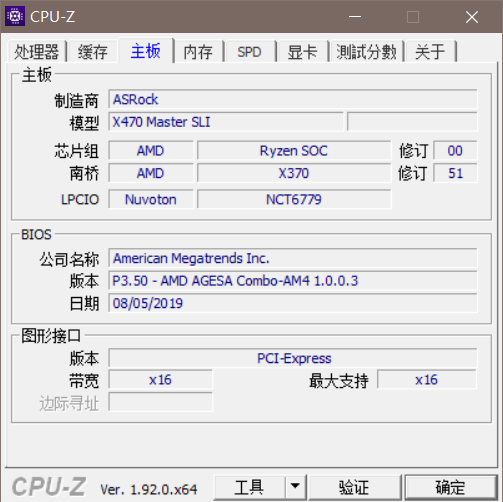 CPU-Z
处理器 缓存 主板 内存 SPD 显卡 測試分數 关于
主板
制造商 ASRock
模型 X470 Master SLI
芯片组 AMD Ryzen SOC 修订 00
南桥 AMD X370 修订 51
LPCIO Nuvoton NCT6779
BIOS
公司名称 American Megatrends Inc.
版本 P3.50 - AMD AGESA Combo-AM4 1.0.0.3
日期 08/05/2019
图形接口
版本 PCI-Express
带宽 x16 最大支持 x16
边际寻址
CPU-Z Ver. 1.92.0.x64 工具 验证 确定